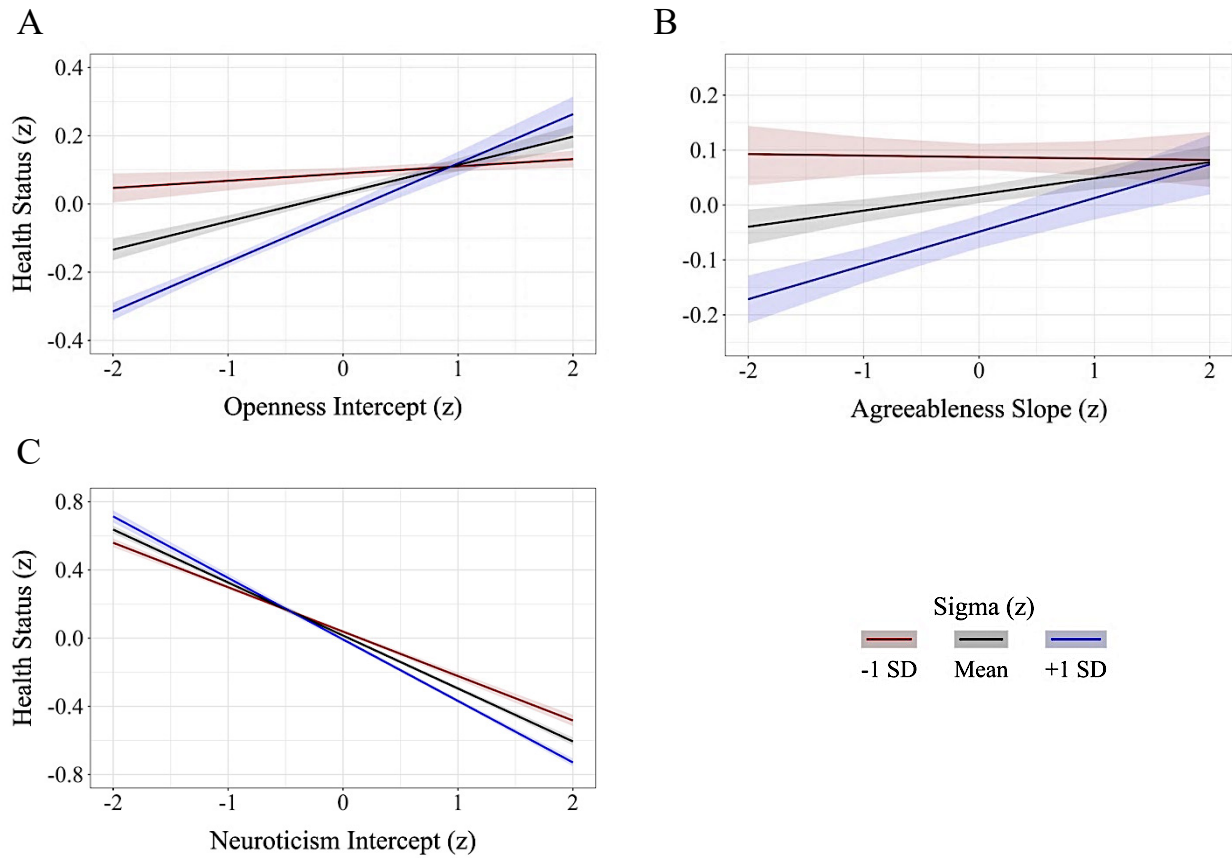 A
Health Status (z)
0.4
0.2
0.0
-0.2
-0.4
-2 -1 0 1 2
Openness Intercept (z)
B
0.2
0.1
0.0
-0.1
-0.2
-2 -1 0 1 2
Agreeableness Slope (z)
C
Health Status (z)
0.8
0.4
0.0
-0.4
-0.8
-2 -1 0 1 2
Neuroticism Intercept (z)
Sigma (z)
-1 SD Mean +1 SD